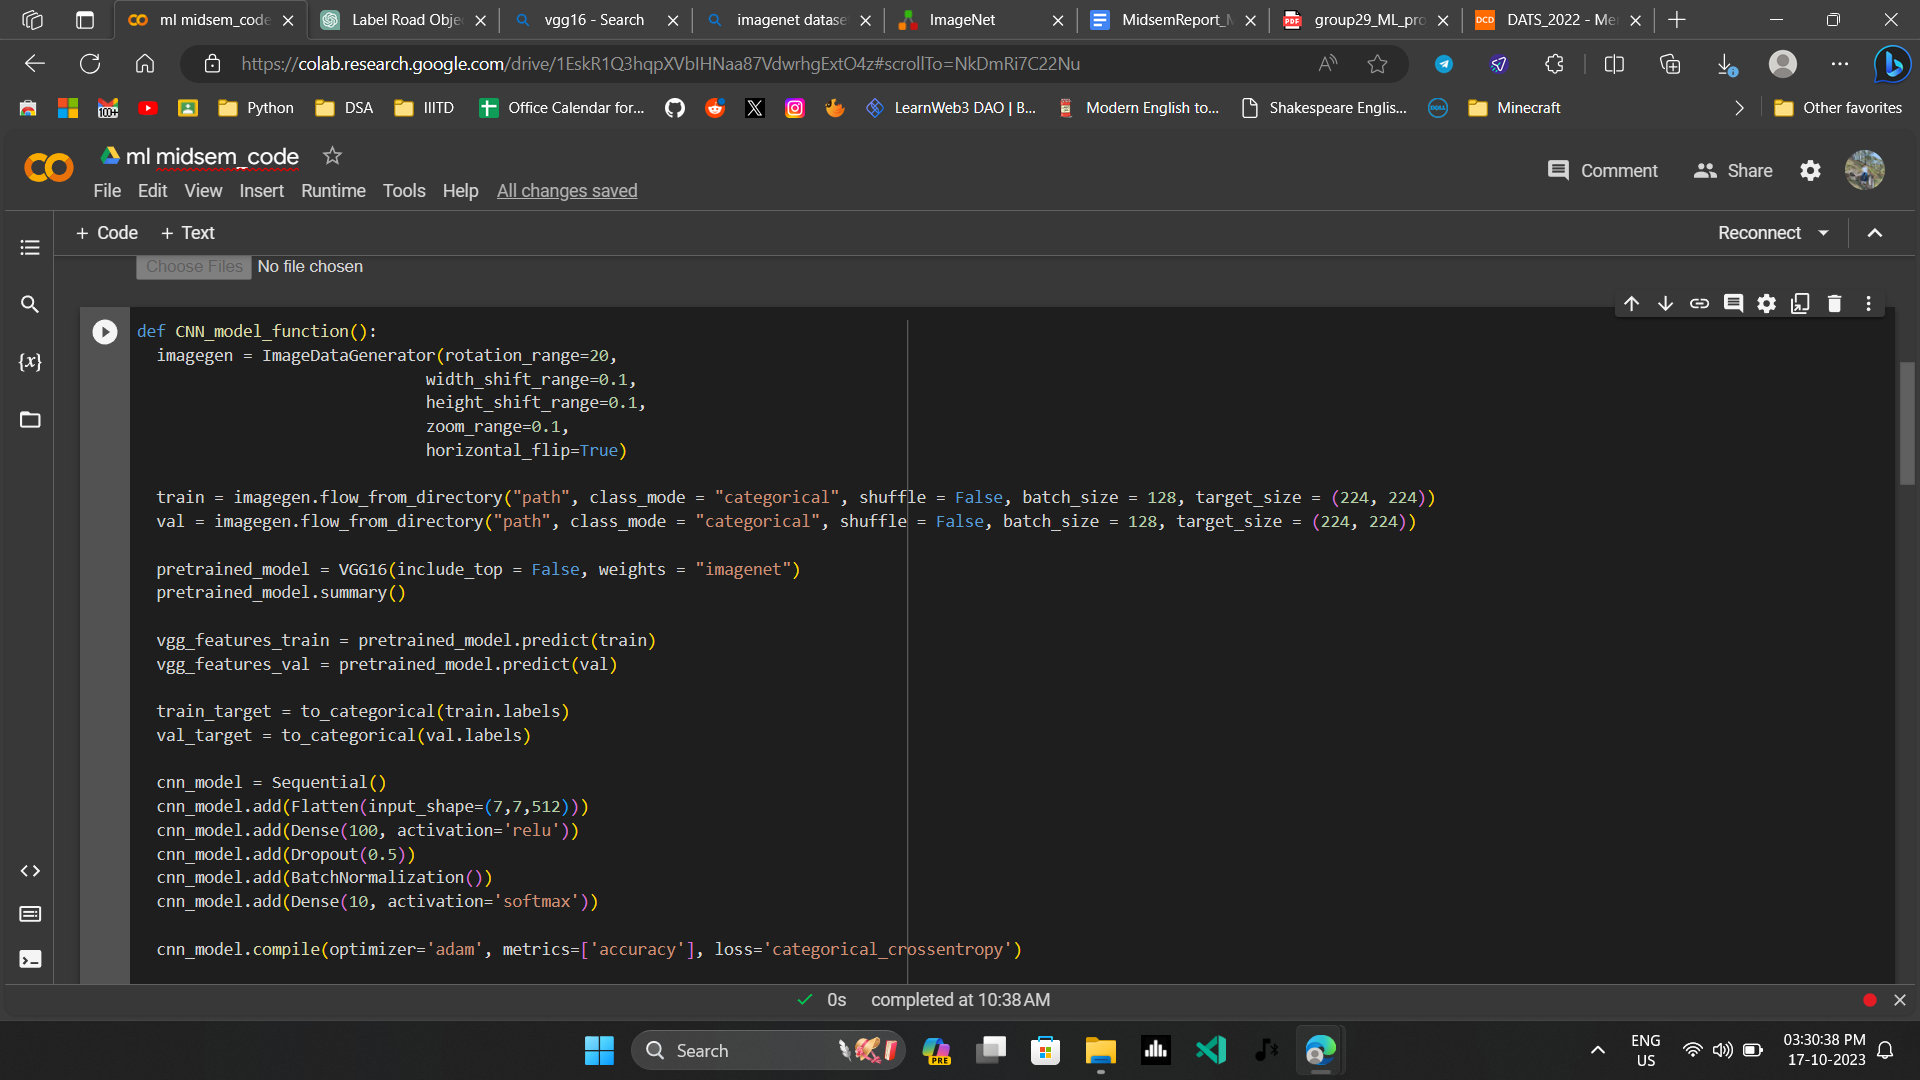 ml midsem_code
Label Road Obje
vgg16 - Search
imagenet datase
ImageNet
MidsemReport_M
PDF
group29_ML_pro
DCD
DATS_2022 - Me
https://colab.research.google.com/drive/1EskR1Q3hqpXVbIHNaa87VdwrhgExtO4z#scrollTo=NkDmRi7C22Nu
100+
Python
DSA
IIITD
Office Calendar for...
LearnWeb3 DAO | B...
Modern English to...
Shakespeare Englis...
DELL
Minecraft
Other favorites
ml midsem_code
File Edit View Insert Runtime Tools Help All changes saved
Comment
Share
+ Code + Text
Reconnect
Choose Files No file chosen
def CNN_model_function():
imagegen = ImageDataGenerator(rotation_range=20,
width_shift_range=0.1,
height_shift_range=0.1,
zoom_range=0.1,
horizontal_flip=True)
train = imagegen.flow_from_directory("path", class_mode = "categorical", shuffle = False, batch_size = 128, target_size = (224, 224))
val = imagegen.flow_from_directory("path", class_mode = "categorical", shuffle = False, batch_size = 128, target_size = (224, 224))
pretrained_model = VGG16(include_top = False, weights = "imagenet")
pretrained_model.summary()
vgg_features_train = pretrained_model.predict(train)
vgg_features_val = pretrained_model.predict(val)
train_target = to_categorical(train.labels)
val_target = to_categorical(val.labels)
cnn_model = Sequential()
cnn_model.add(Flatten(input_shape=(7,7,512)))
cnn_model.add(Dense(100, activation='relu'))
cnn_model.add(Dropout(0.5))
cnn_model.add(BatchNormalization())
cnn_model.add(Dense(10, activation='softmax'))
cnn_model.compile(optimizer='adam', metrics=['accuracy'], loss='categorical_crossentropy')
0s completed at 10:38 AM
Search
PRE
ENG
US
03:30:38 PM
17-10-2023